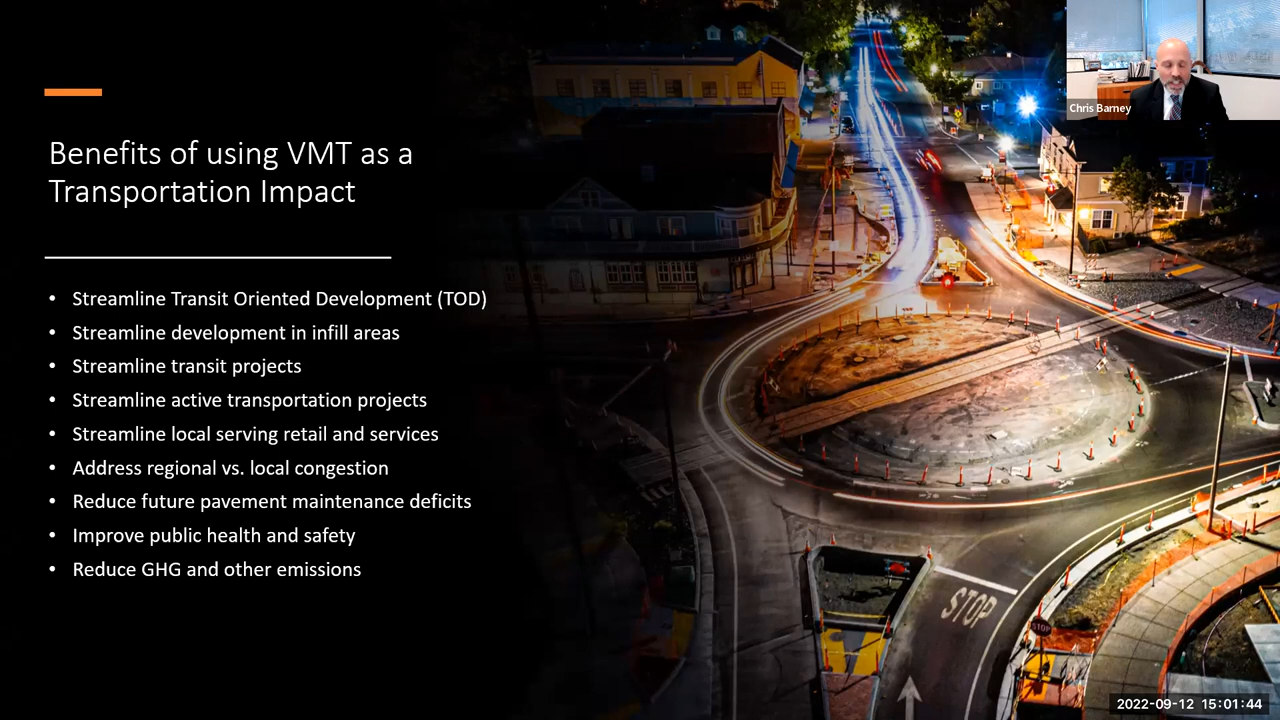 Chris Barney
Benefits of using VMT as a
Transportation Impact
• Streamline Transit Oriented Development (TOD)
• Streamline development in infill areas
• Streamline transit projects
• Streamline active transportation projects
• Streamline local serving retail and services
• Address regional vs. local congestion
• Reduce future pavement maintenance deficits
• Improve public health and safety
• Reduce GHG and other emissions
STOP
STOP
2022-09-12 15:01:44